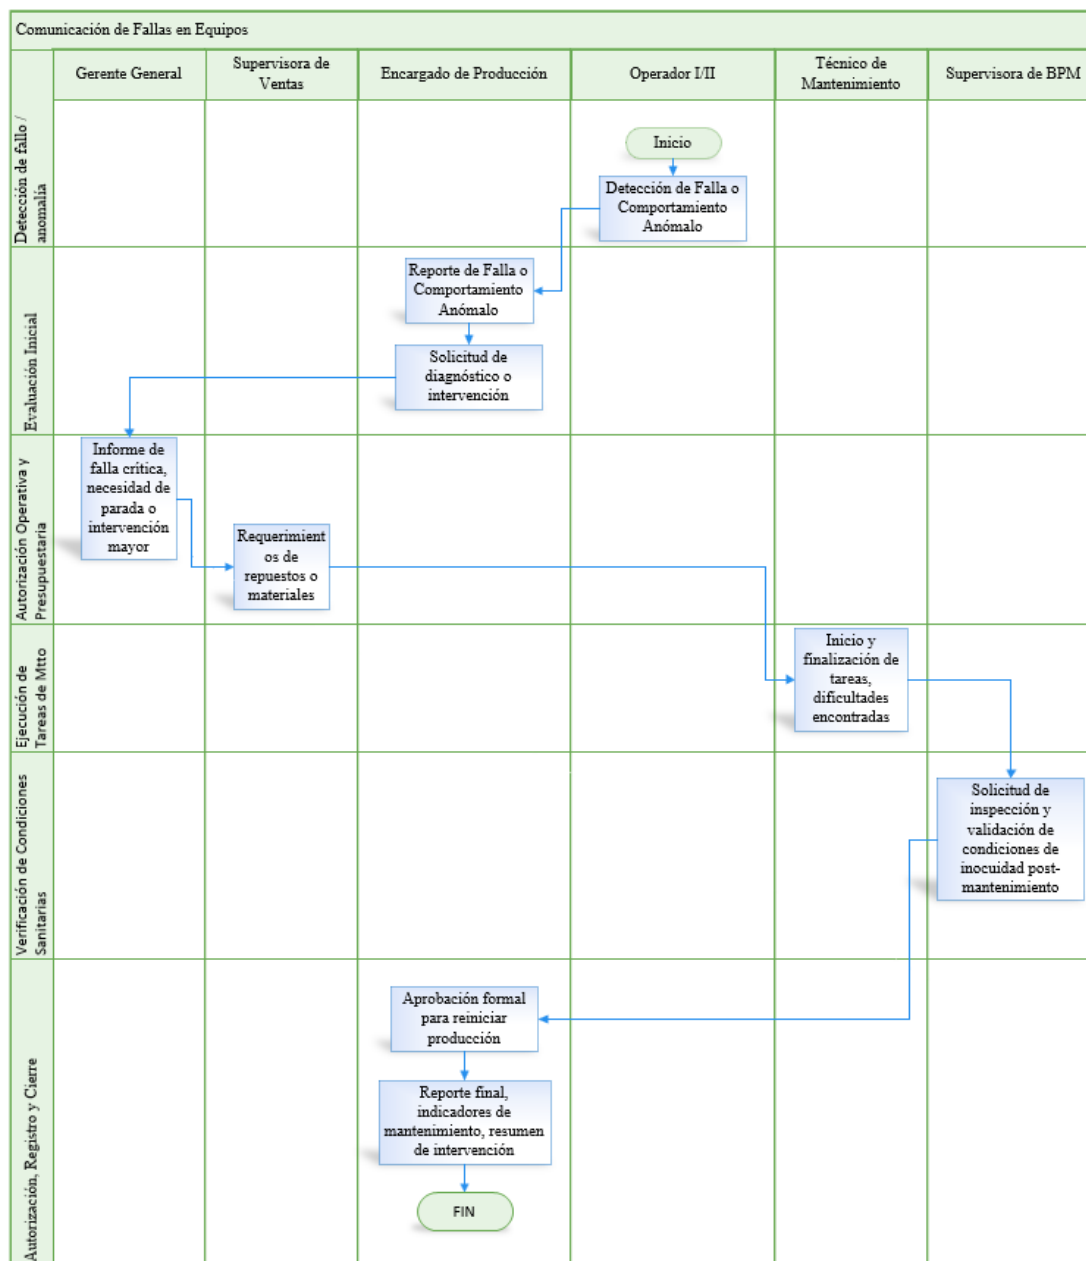 Comunicación de Fallas en Equipos
Gerente General
Supervisora de
Ventas
Encargado de Producción
Operador I/II
Técnico de
Mantenimiento
Supervisora de BPM
Detección de fallo /
anomalía
Inicio
Detección de Falla o
Comportamiento
Anómalo
Evaluación Inicial
Reporte de Falla o
Comportamiento
Anómalo
Solicitud de
diagnóstico o
intervención
Autorización Operativa y
Presupuestaria
Informe de
falla crítica,
necesidad de
parada o
intervención
mayor
Requerimient
os de
repuestos o
materiales
Ejecución de
Tareas de Mtto
Inicio y
finalización de
tareas,
dificultades
encontradas
Verificación de Condiciones
Sanitarias
Solicitud de
inspección y
validación de
condiciones de
inocuidad post-
mantenimiento
Autorización, Registro y Cierre
Aprobación formal
para reiniciar
producción
Reporte final,
indicadores de
mantenimiento, resumen
de intervención
FIN